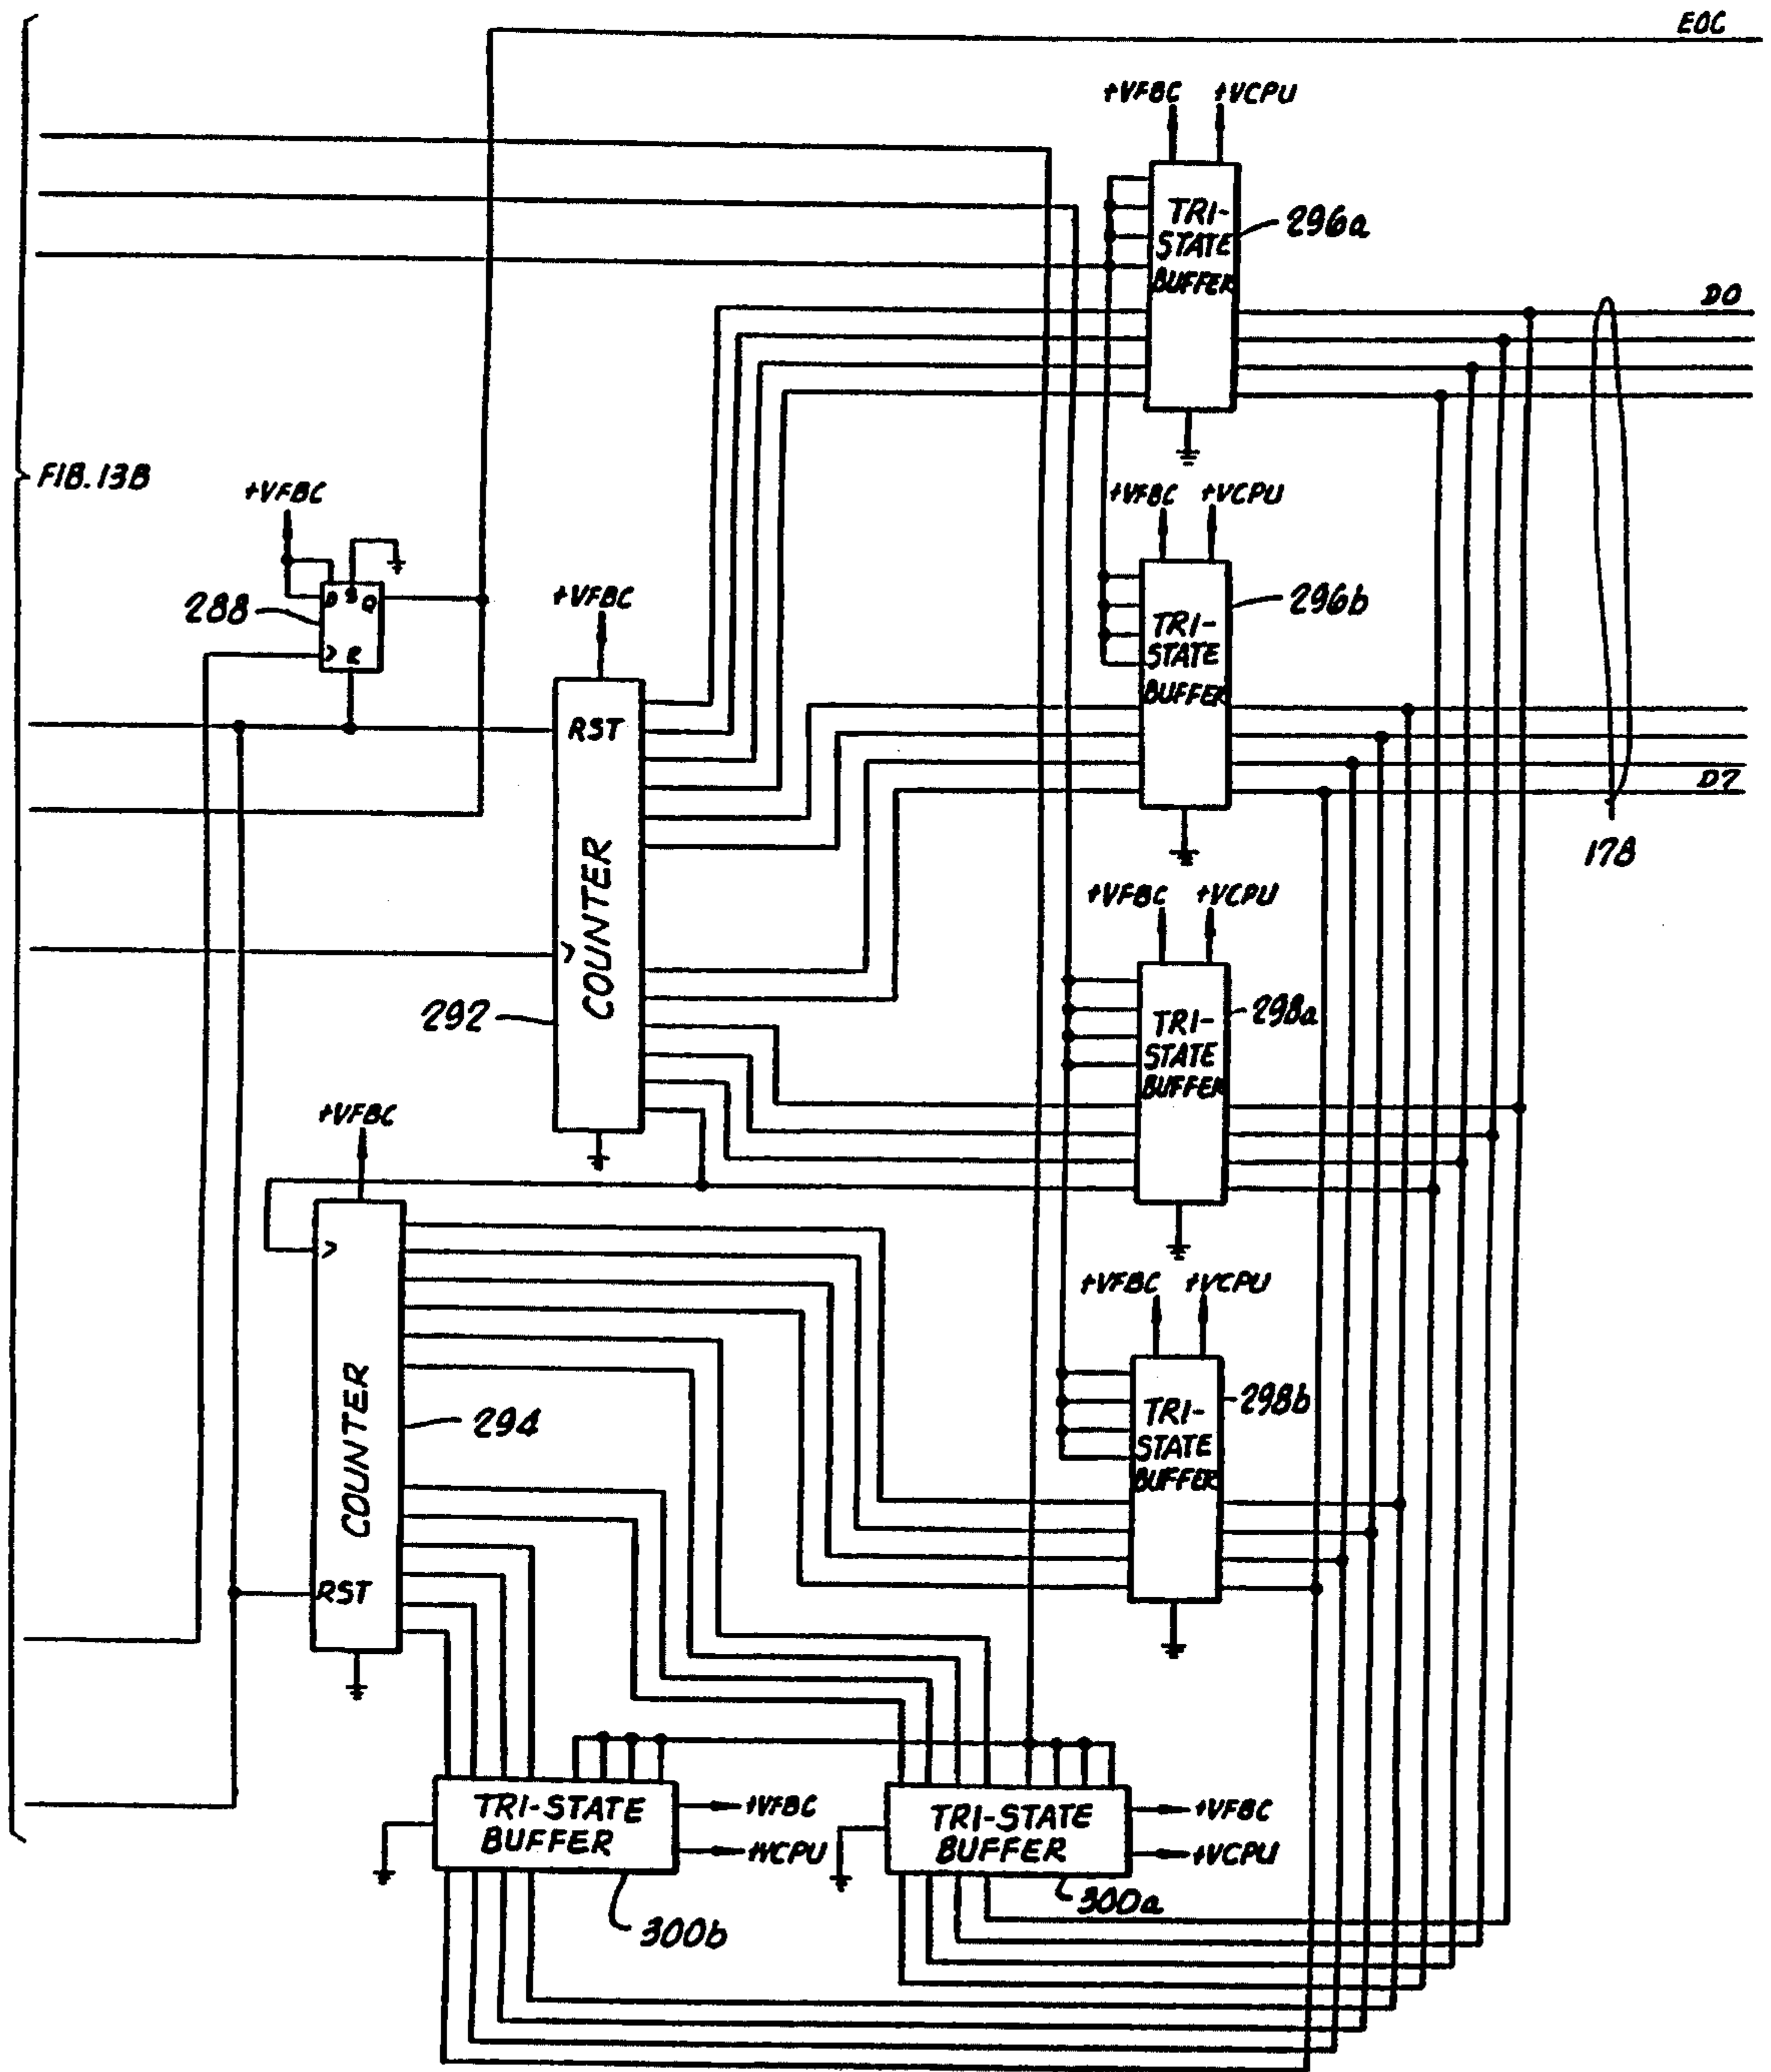 EOC
+VFBC +VCPU
TRI-
STATE
BUFFER
296a
D0
FIG. 13B
+VFBC
D S Q
> R
288
+VFBC
+VFBC +VCPU
TRI-
STATE
BUFFER
296b
D7
178
RST
>
COUNTER
292
+VFBC +VCPU
TRI-
STATE
BUFFER
298a
+VFBC
>
COUNTER
RST
294
+VFBC +VCPU
TRI-
STATE
BUFFER
298b
TRI-STATE
BUFFER
+VFBC
+VCPU
300b
TRI-STATE
BUFFER
+VFBC
+VCPU
300a